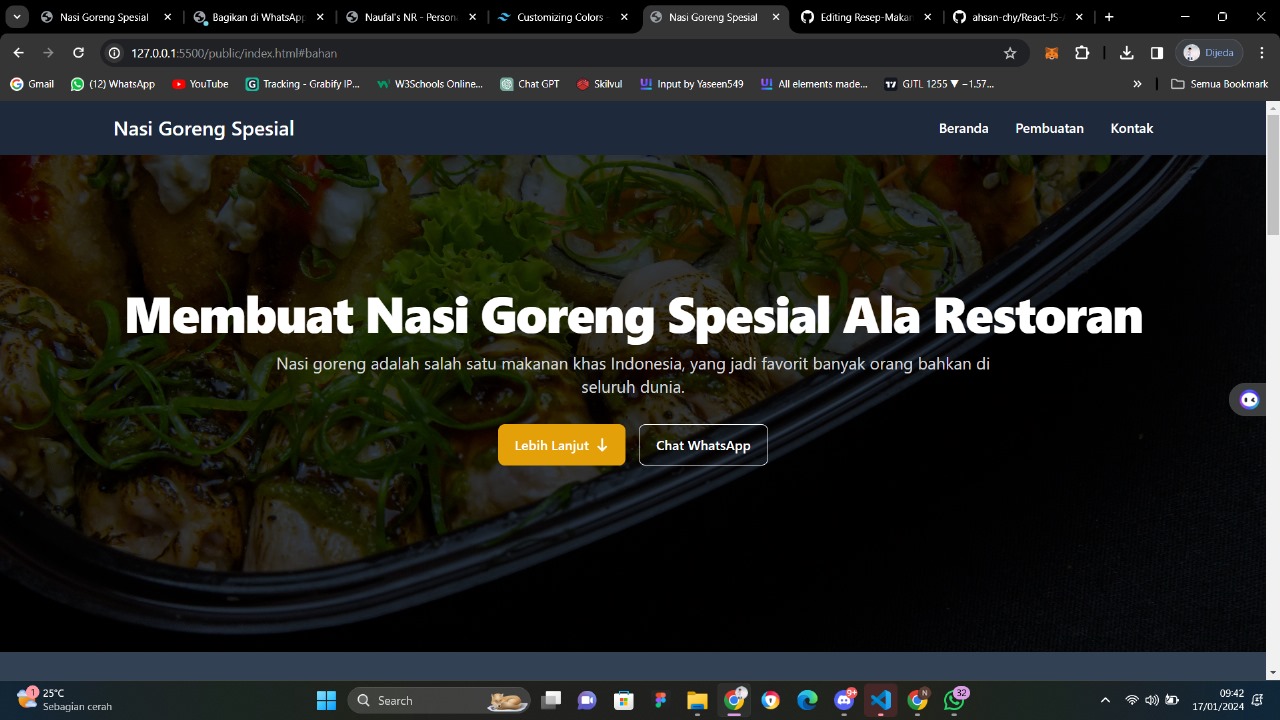 Nasi Goreng Spesial
Bagikan di WhatsApp
Naufal's NR - Persona
Customizing Colors -
Nasi Goreng Spesial
Editing Resep-Makan
ahsan-chy/React-JS-
127.0.0.1:5500/public/index.html#bahan
Dijeda
Gmail
(12) WhatsApp
YouTube
Tracking - Grabify IP...
W3Schools Online...
Chat GPT
Skilvul
Input by Yaseen549
All elements made...
GJTL 1255 ▼ −1.57...
»
Semua Bookmark
Nasi Goreng Spesial
Beranda
Pembuatan
Kontak
Membuat Nasi Goreng Spesial Ala Restoran
Nasi goreng adalah salah satu makanan khas Indonesia, yang jadi favorit banyak orang bahkan di
seluruh dunia.
Lebih Lanjut ↓
Chat WhatsApp
1
25°C
Sebagian cerah
Search
9+
N
32
09:42
17/01/2024